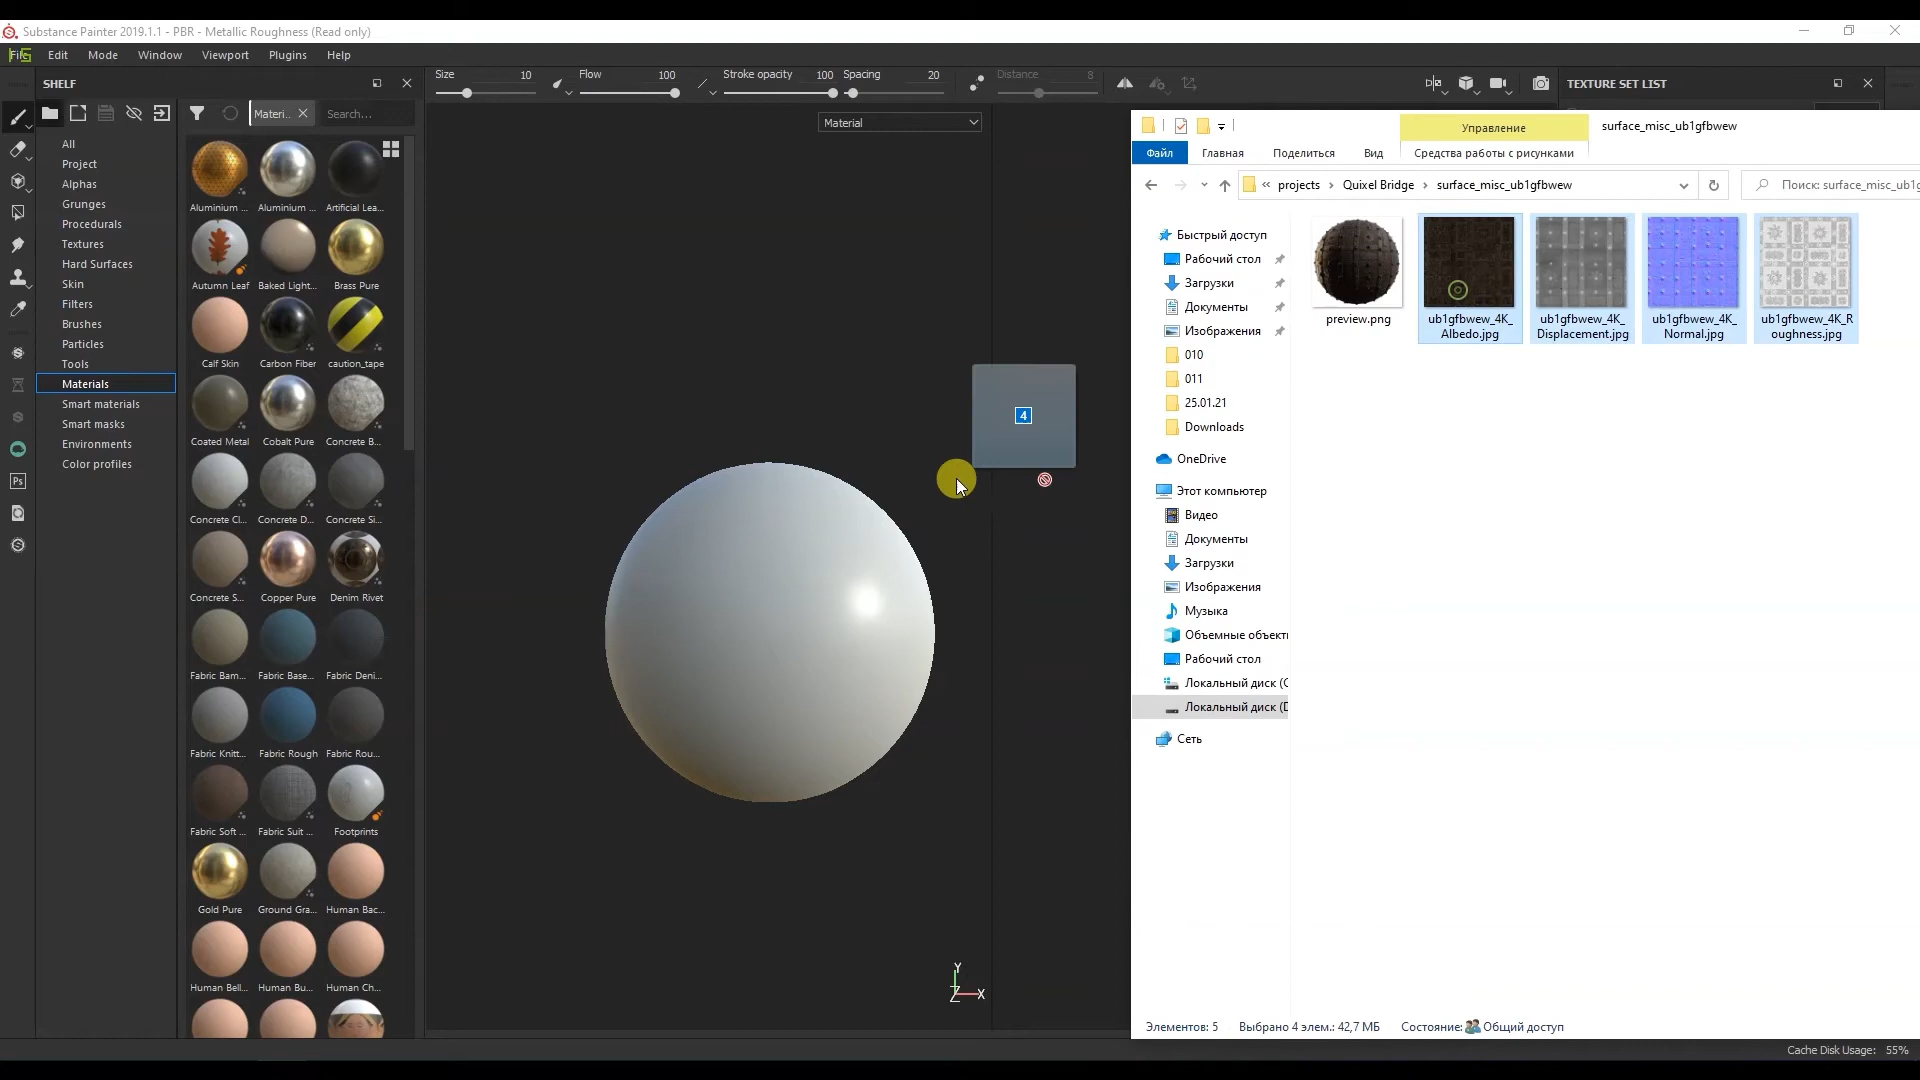 Substance Painter 2019.1.1 - PBR - Metallic Roughness (Read only)
Edit Mode Window Viewport Plugins Help
SHELF
Size 10 Flow 100 Stroke opacity 100 Spacing 20 Distance 8
TEXTURE SET LIST
Materi.. Search...
Material
All
Project
Alphas
Grunges
Procedurals
Textures
Hard Surfaces
Skin
Filters
Brushes
Particles
Tools
Materials
Smart materials
Smart masks
Environments
Color profiles
Ps
Aluminium ... Aluminium ... Artificial Lea...
Autumn Leaf Baked Light... Brass Pure
Calf Skin Carbon Fiber caution_tape
Coated Metal Cobalt Pure Concrete B...
Concrete Cl... Concrete D... Concrete Si...
Concrete S... Copper Pure Denim Rivet
Fabric Bam... Fabric Base... Fabric Deni...
Fabric Knitt... Fabric Rough Fabric Rou...
Fabric Soft ... Fabric Suit ... Footprints
Gold Pure Ground Gra... Human Bac...
Human Bell... Human Bu... Human Ch...
4
Y
Z X
Управление surface_misc_ub1gfbwew
Файл Главная Поделиться Вид Средства работы с рисунками
« projects › Quixel Bridge › surface_misc_ub1gfbwew
Поиск: surface_misc_ub1g
Быстрый доступ
Рабочий стол
Загрузки
Документы
Изображения
010
011
25.01.21
Downloads
OneDrive
Этот компьютер
Видео
Документы
Загрузки
Изображения
Музыка
Объемные объект
Рабочий стол
Локальный диск (C
Локальный диск (D
Сеть
preview.png
ub1gfbwew_4K_
Albedo.jpg
ub1gfbwew_4K_
Displacement.jpg
ub1gfbwew_4K_
Normal.jpg
ub1gfbwew_4K_R
oughness.jpg
Элементов: 5 Выбрано 4 элем.: 42,7 МБ Состояние: Общий доступ
Cache Disk Usage: 55%